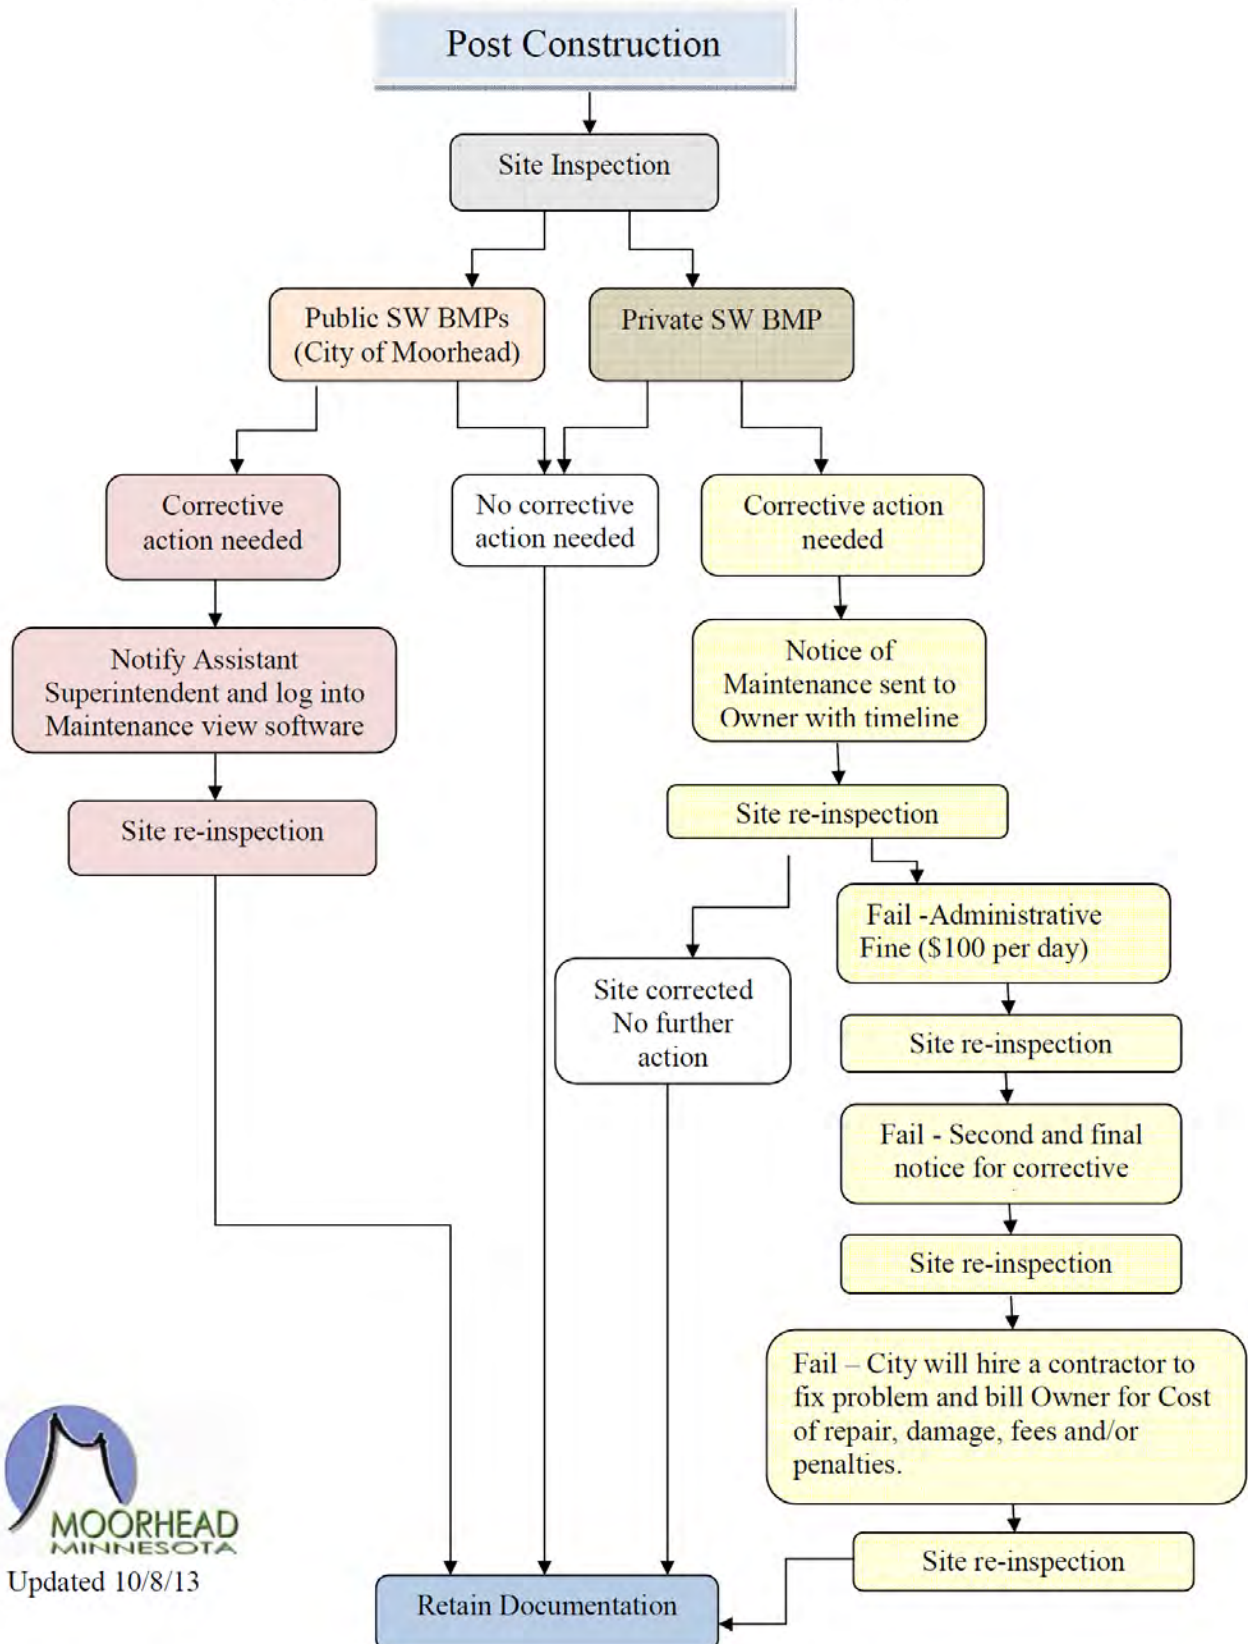 Post Construction
Site Inspection
Public SW BMPs
(City of Moorhead)
Private SW BMP
Corrective
action needed
No corrective
action needed
Corrective action
needed
Notify Assistant
Superintendent and log into
Maintenance view software
Notice of
Maintenance sent to
Owner with timeline
Site re-inspection
Site re-inspection
Fail -Administrative
Fine ($100 per day)
Site corrected
No further
action
Site re-inspection
Fail - Second and final
notice for corrective
Site re-inspection
Fail – City will hire a contractor to
fix problem and bill Owner for Cost
of repair, damage, fees and/or
penalties.
MOORHEAD
MINNESOTA
Updated 10/8/13
Site re-inspection
Retain Documentation